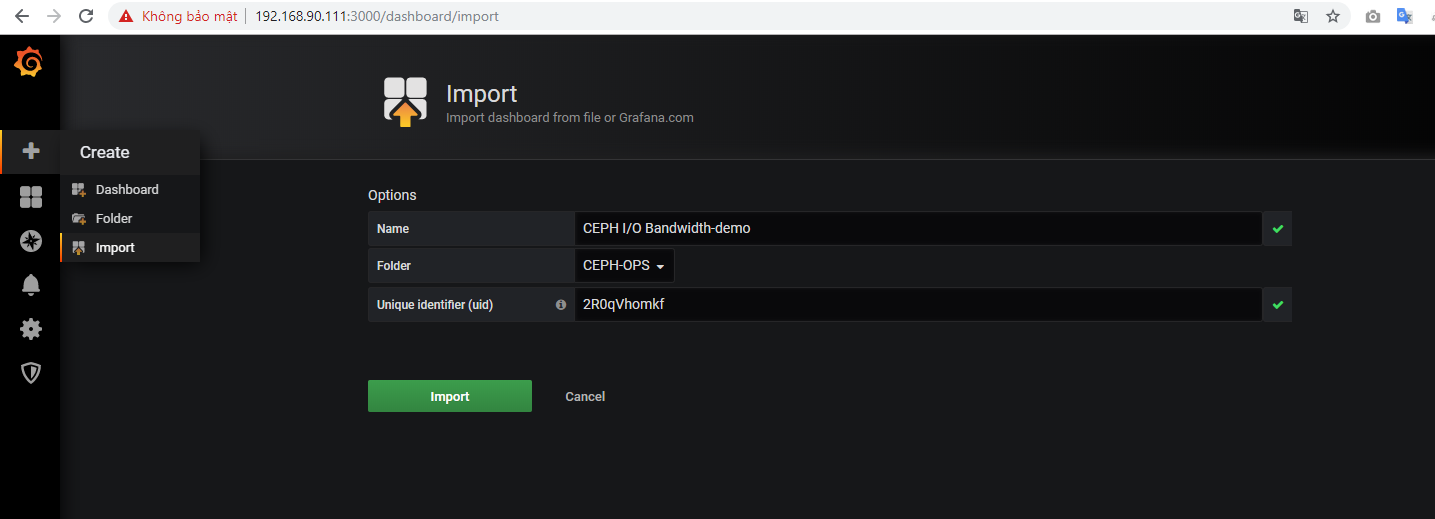 Không bảo mật | 192.168.90.111:3000/dashboard/import
Import
Import dashboard from file or Grafana.com
Create
Dashboard
Folder
Import
Options
Name CEPH I/O Bandwidth-demo
Folder CEPH-OPS
Unique identifier (uid) 2R0qVhomkf
Import Cancel